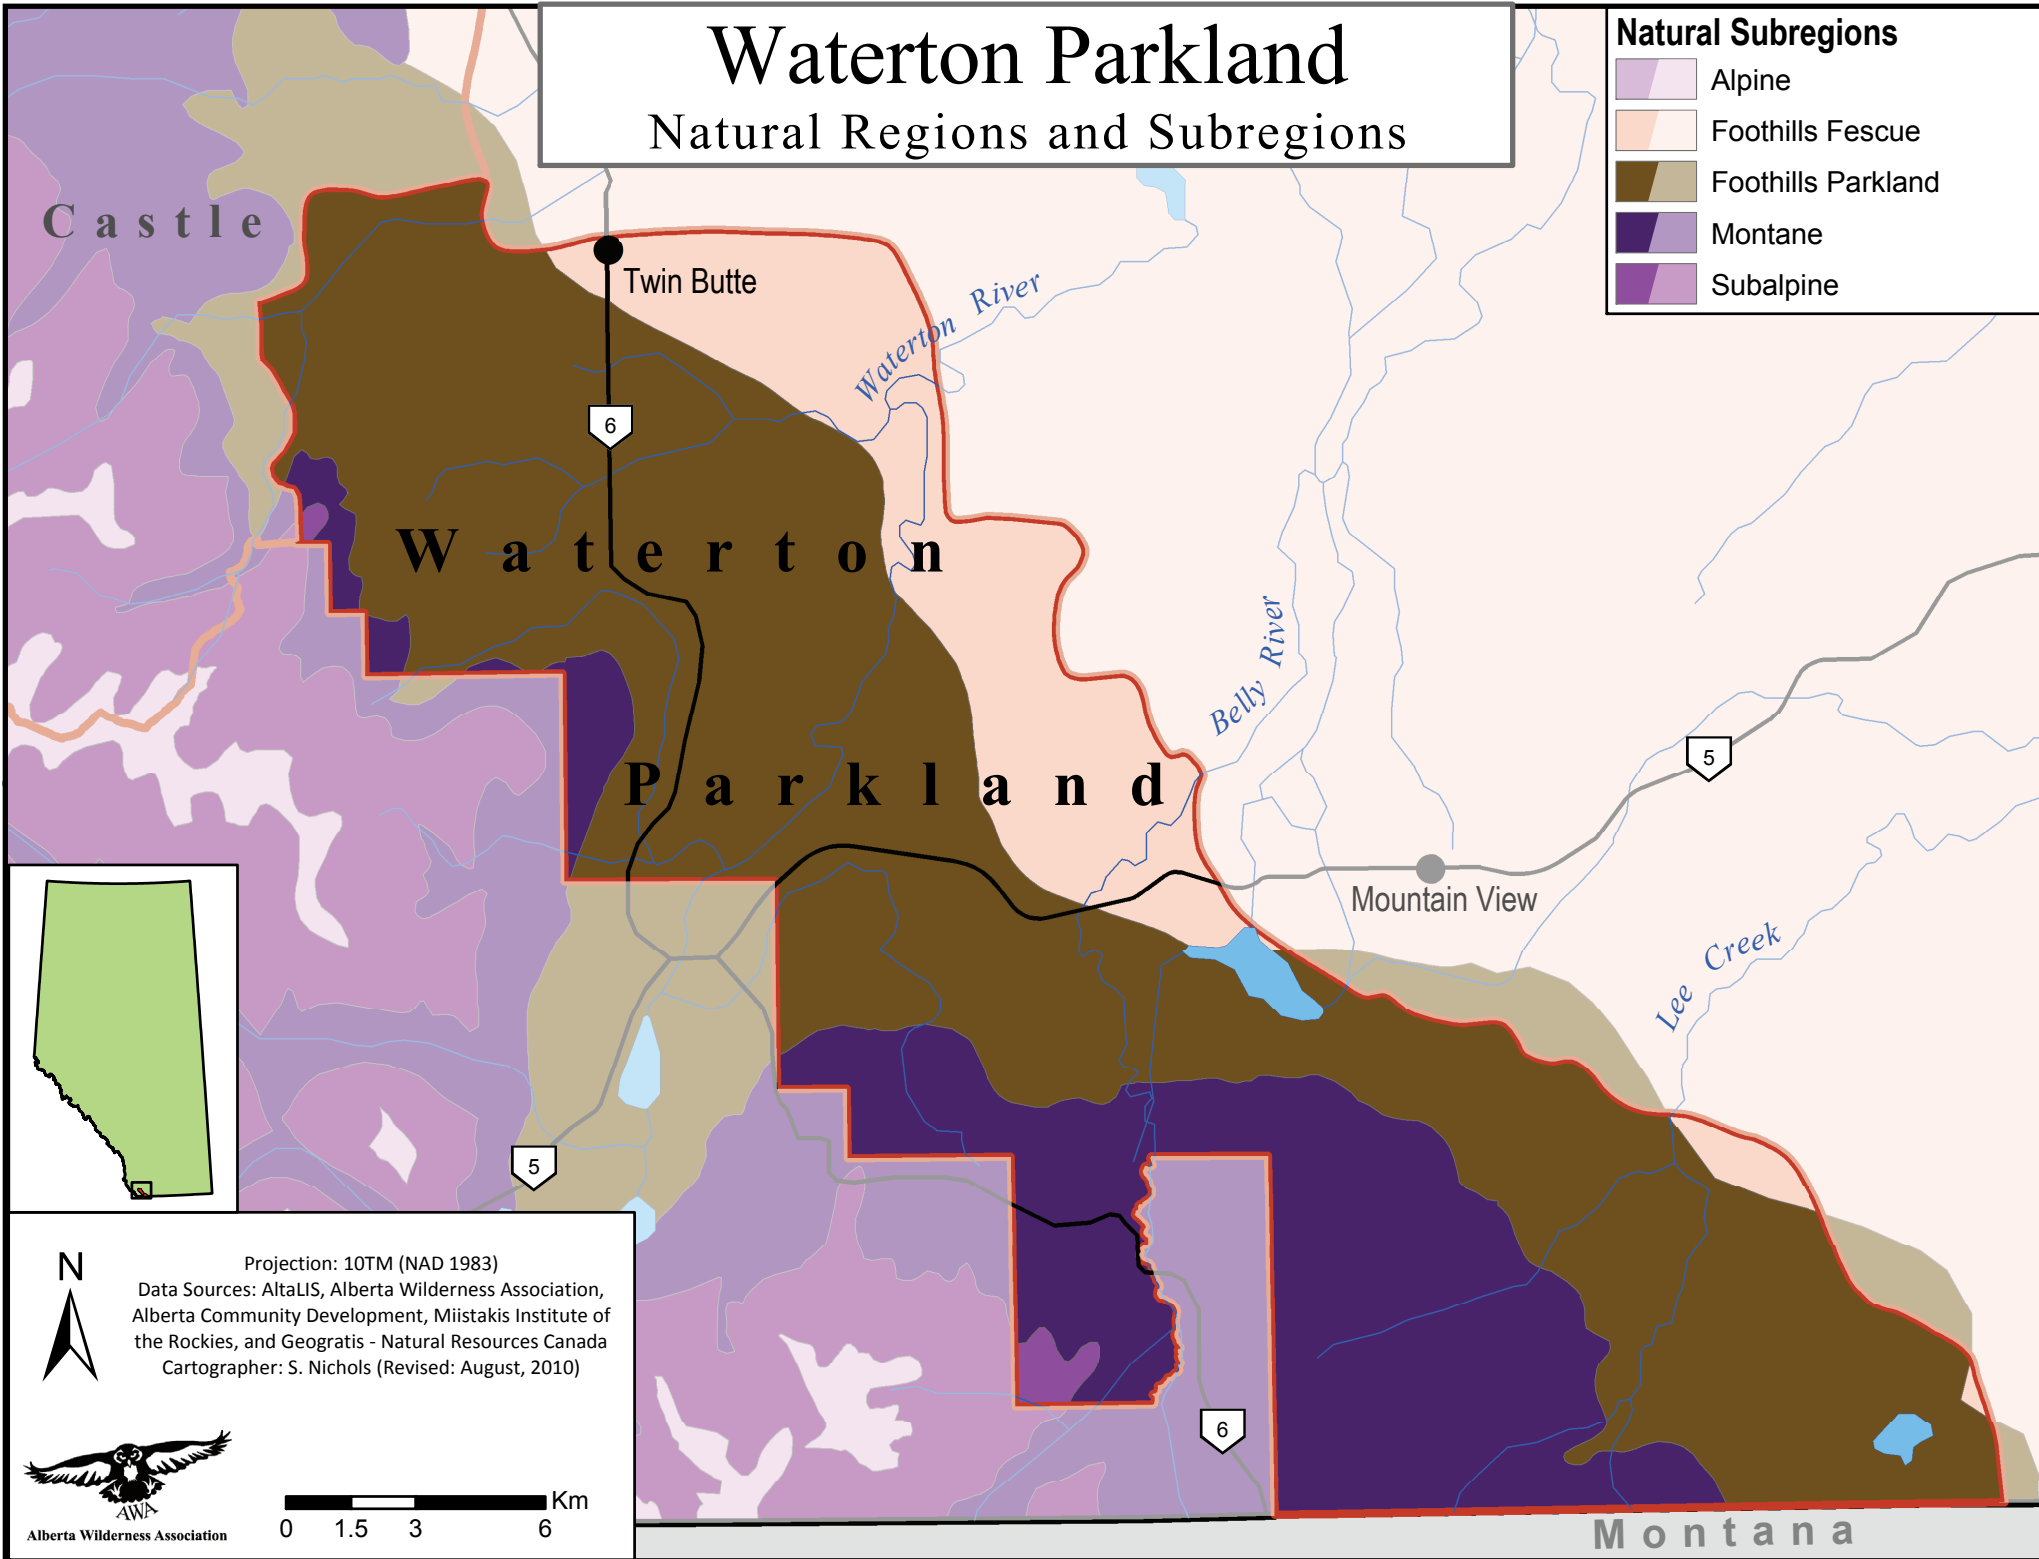 Waterton Parkland
Natural Regions and Subregions
Natural Subregions
Alpine
Foothills Fescue
Foothills Parkland
Montane
Subalpine
Castle
Twin Butte
Waterton River
6
Waterton
Belly River
Parkland
5
Mountain View
Lee Creek
5
6
Montana
N
Projection: 10TM (NAD 1983)
Data Sources: AltaLIS, Alberta Wilderness Association,
Alberta Community Development, Miistakis Institute of
the Rockies, and Geogratis - Natural Resources Canada
Cartographer: S. Nichols (Revised: August, 2010)
AWA
Alberta Wilderness Association
Km
0 1.5 3 6